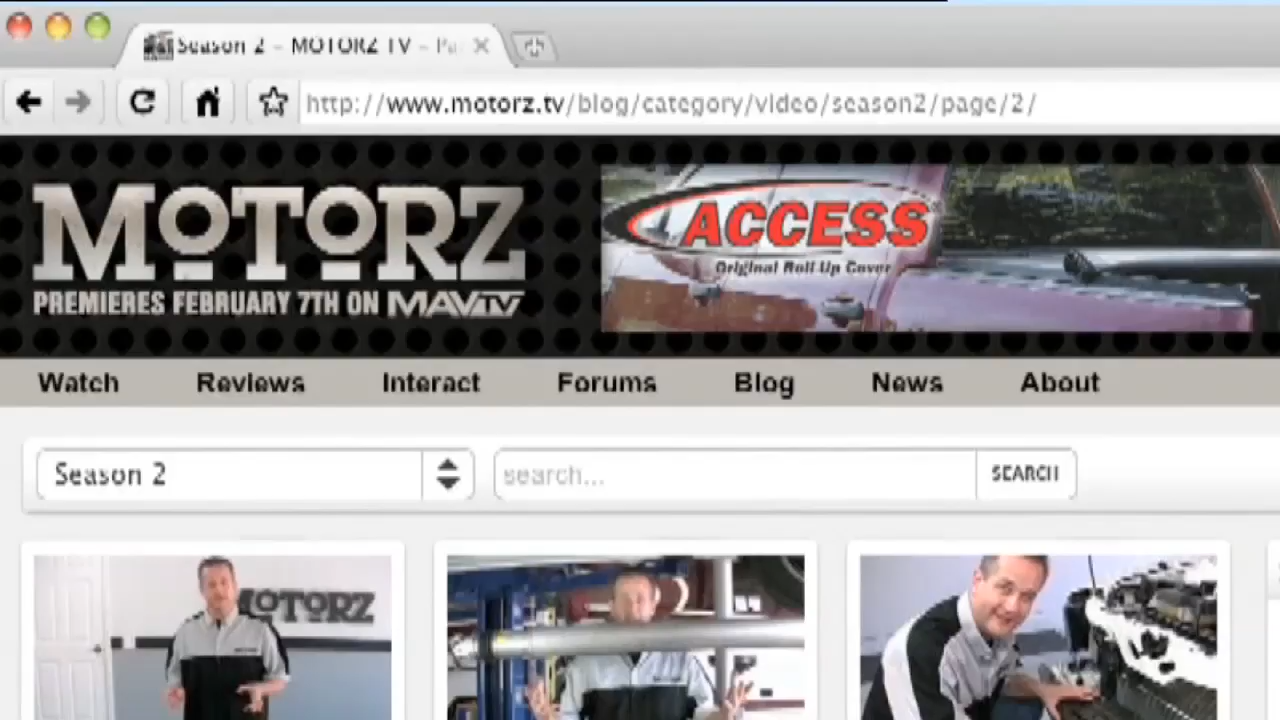 Season 2 - MOTORZ TV - Pa
http://www.motorz.tv/blog/category/video/season2/page/2/
MOTORZ
PREMIERES FEBRUARY 7TH ON MAVTV
ACCESS
Original Roll-Up Cover
Watch Reviews Interact Forums Blog News About
Season 2 search... SEARCH
MOTORZ